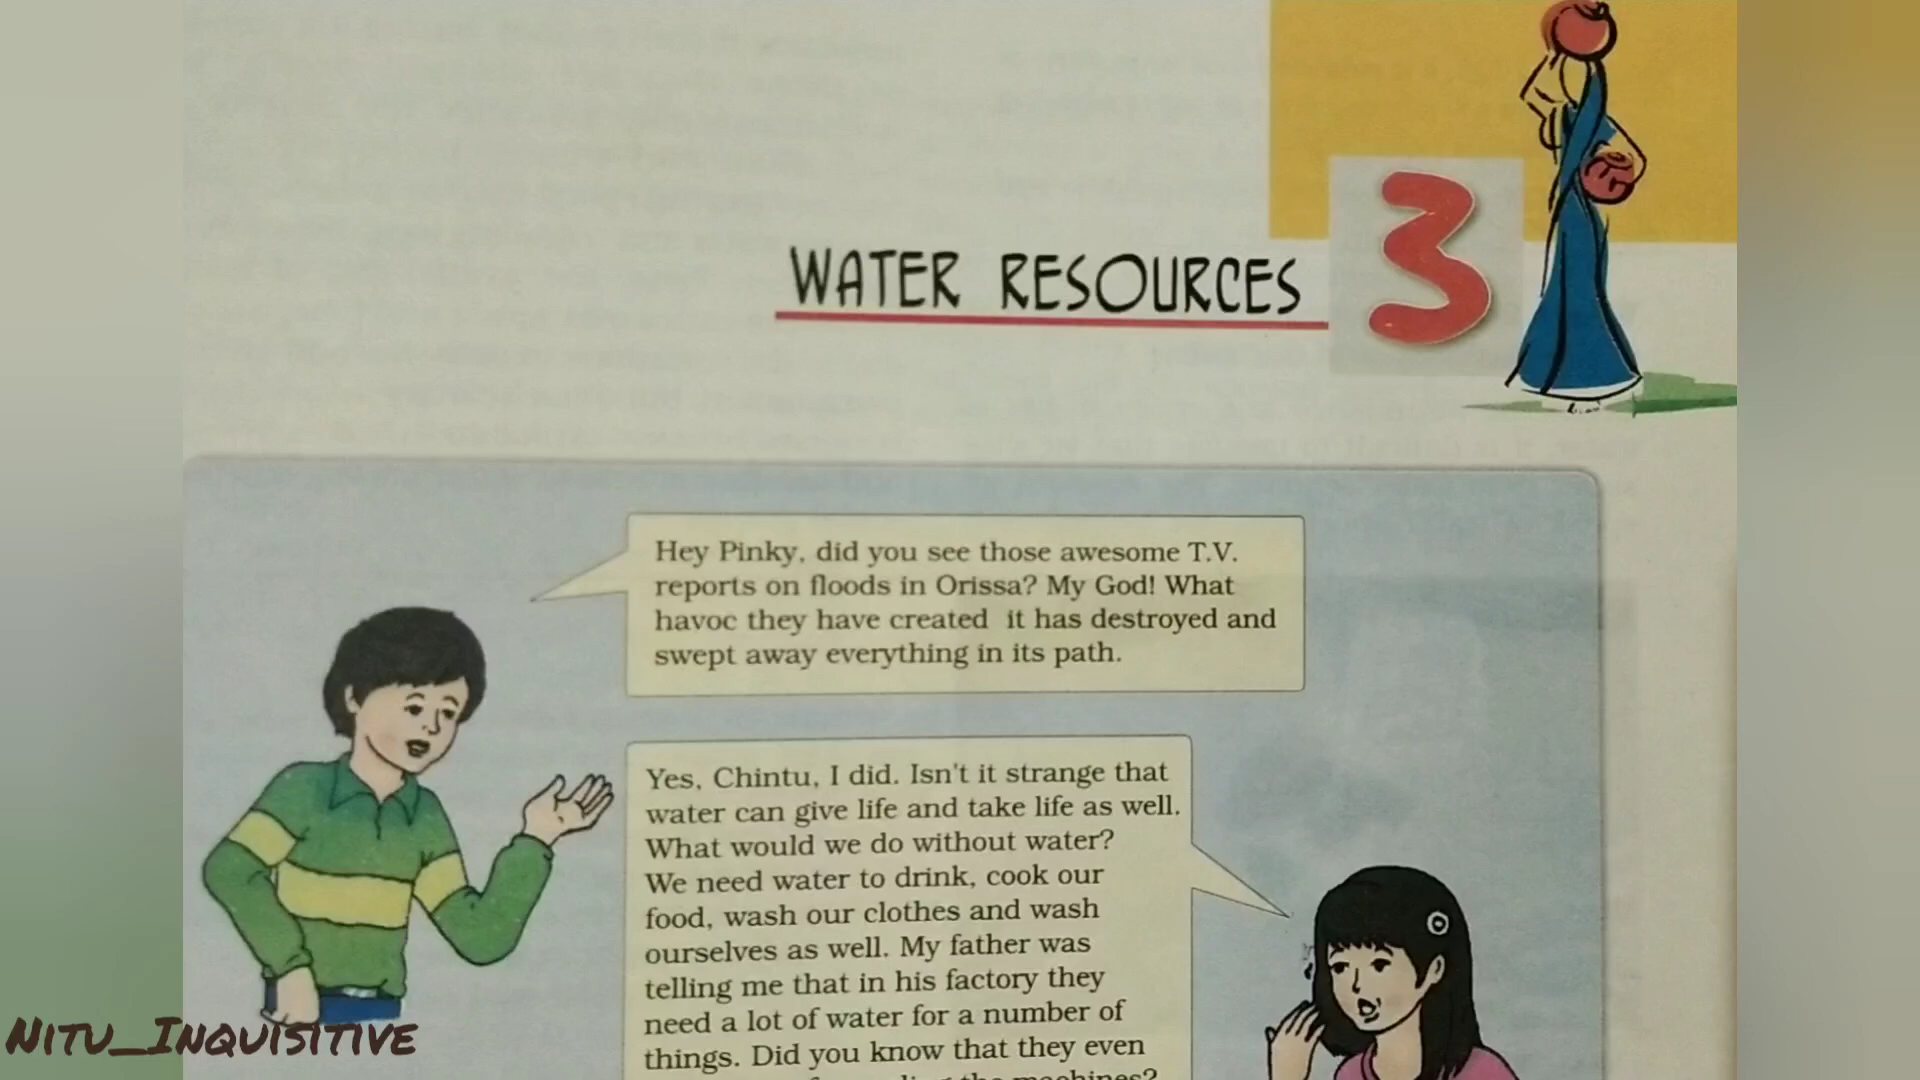 WATER RESOURCES
3
Hey Pinky, did you see those awesome T.V.
reports on floods in Orissa? My God! What
havoc they have created it has destroyed and
swept away everything in its path.
Yes, Chintu, I did. Isn't it strange that
water can give life and take life as well.
What would we do without water?
We need water to drink, cook our
food, wash our clothes and wash
ourselves as well. My father was
telling me that in his factory they
need a lot of water for a number of
things. Did you know that they even
the machines?
Nitu_Inquisitive